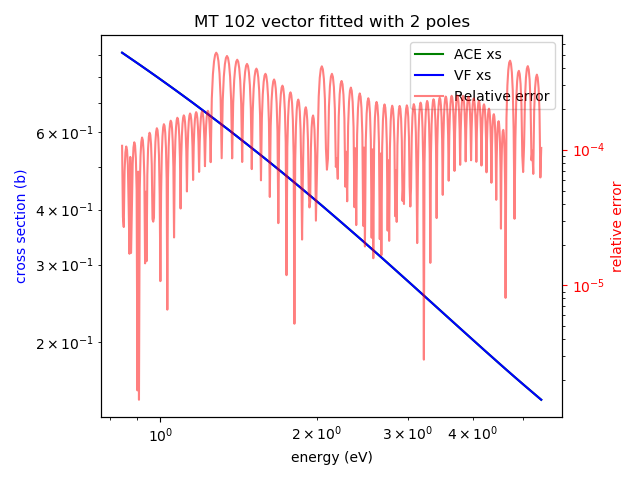 MT 102 vector fitted with 2 poles
ACE xs
VF xs
Relative error
6 × 10⁻¹
4 × 10⁻¹
3 × 10⁻¹
2 × 10⁻¹
cross section (b)
10⁻⁴
10⁻⁵
relative error
10⁰
2 × 10⁰
3 × 10⁰
4 × 10⁰
energy (eV)